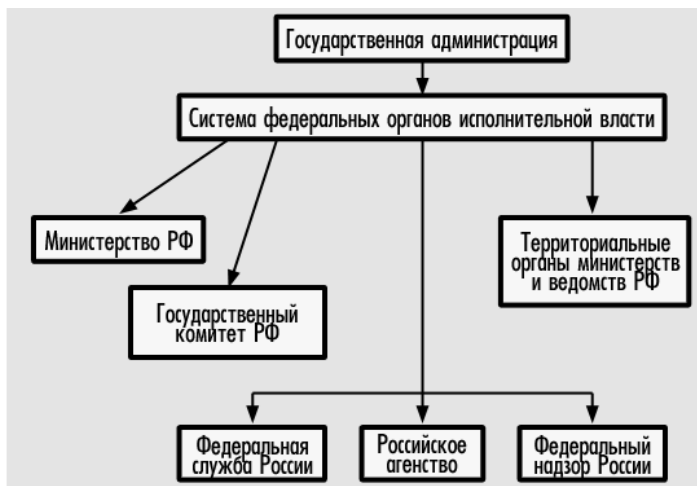 Государственная администрация
Система федеральных органов исполнительной власти
Министерство РФ
Территориальные
органы министерств
и ведомств РФ
Государственный
комитет РФ
Федеральная
служба России
Российское
агенство
Федеральный
надзор России